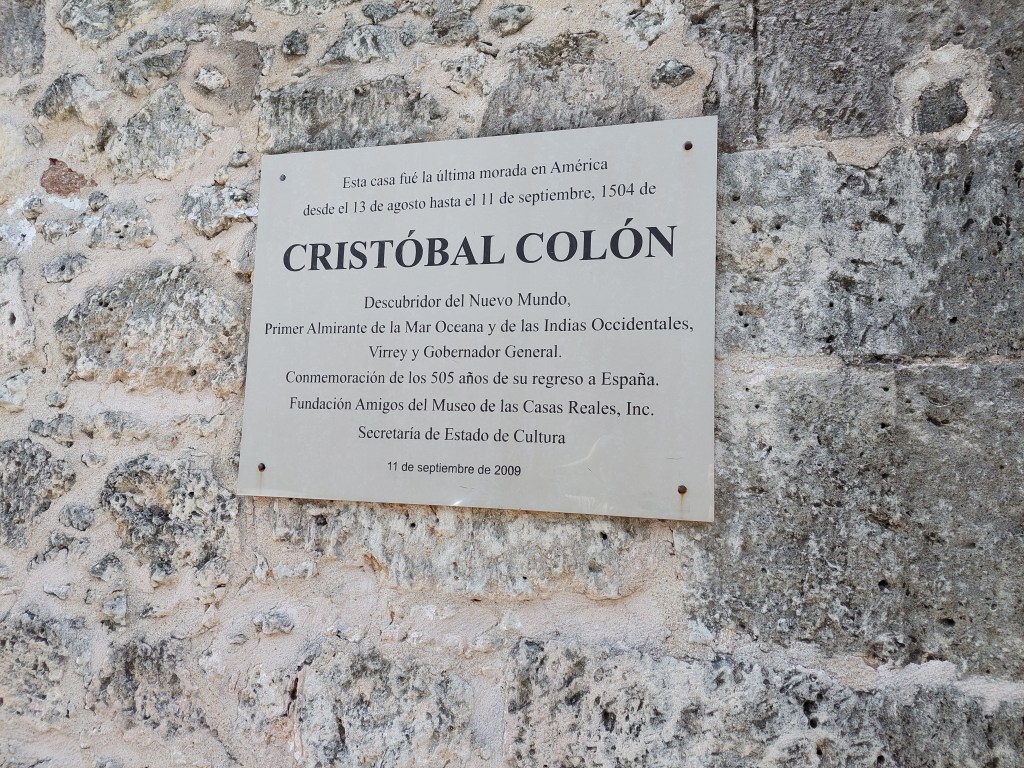 Esta casa fué la última morada en América
desde el 13 de agosto hasta el 11 de septiembre, 1504 de
CRISTÓBAL COLÓN
Descubridor del Nuevo Mundo,
Primer Almirante de la Mar Oceana y de las Indias Occidentales,
Virrey y Gobernador General.
Conmemoración de los 505 años de su regreso a España.
Fundación Amigos del Museo de las Casas Reales, Inc.
Secretaría de Estado de Cultura
11 de septiembre de 2009